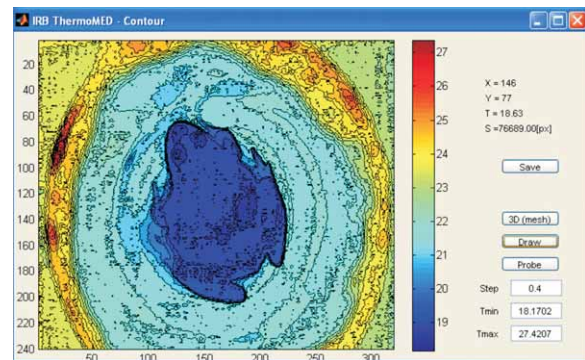 IRB ThermoMED - Contour
20
40
60
80
100
120
140
160
180
200
220
240
50
100
150
200
250
300
27
26
25
24
23
22
21
20
19
X = 146
Y = 77
T = 18.63
S =76689.00[px]
Save
3D (mesh)
Draw
Probe
Step 0.4
Tmin 18.1702
Tmax 27.4207